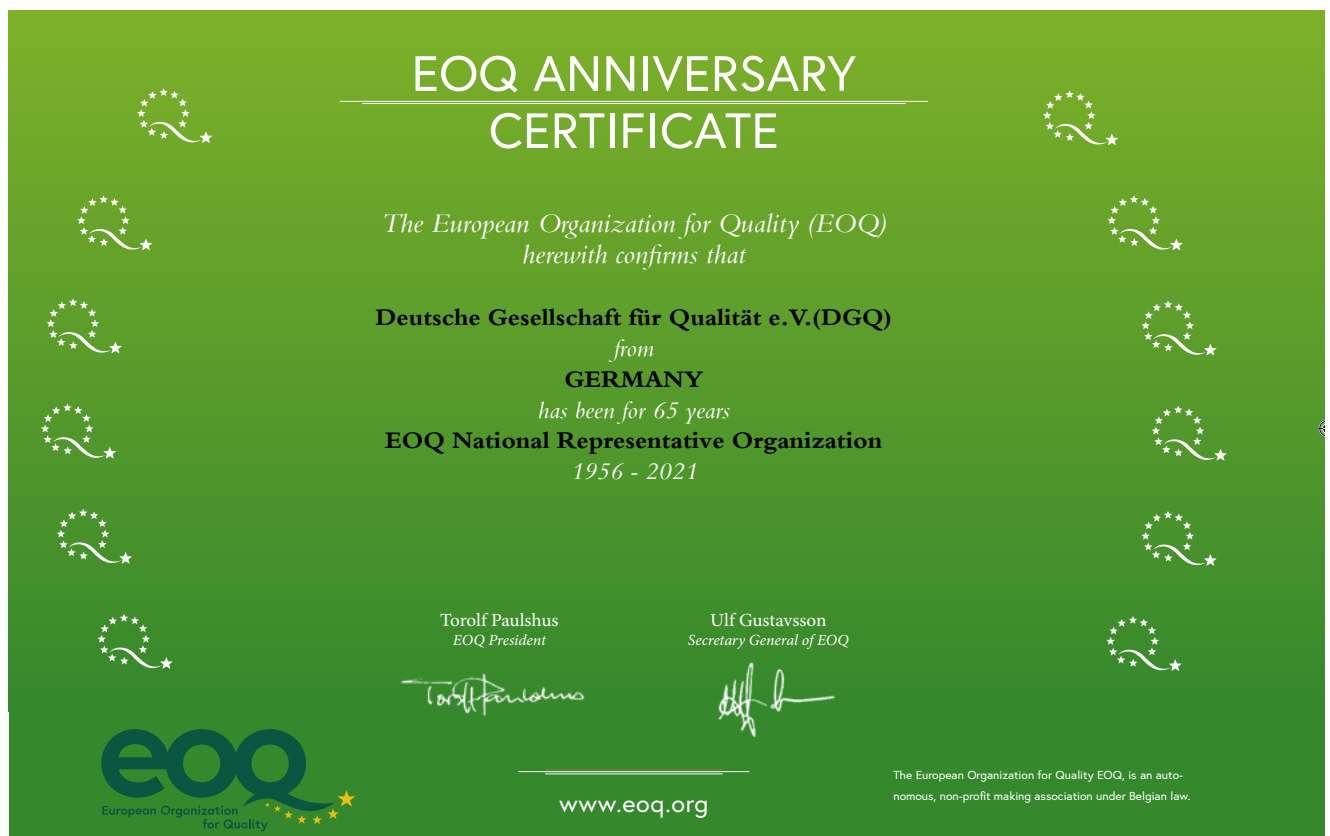 EOQ ANNIVERSARY
CERTIFICATE
The European Organization for Quality (EOQ)
herewith confirms that
Deutsche Gesellschaft für Qualität e.V.(DGQ)
from
GERMANY
has been for 65 years
EOQ National Representative Organization
1956 - 2021
Torolf Paulshus
EOQ President
Ulf Gustavsson
Secretary General of EOQ
Torolf Paulshus
eoq
European Organization
for Quality
www.eoq.org
The European Organization for Quality EOQ, is an auto-
nomous, non-profit making association under Belgian law.